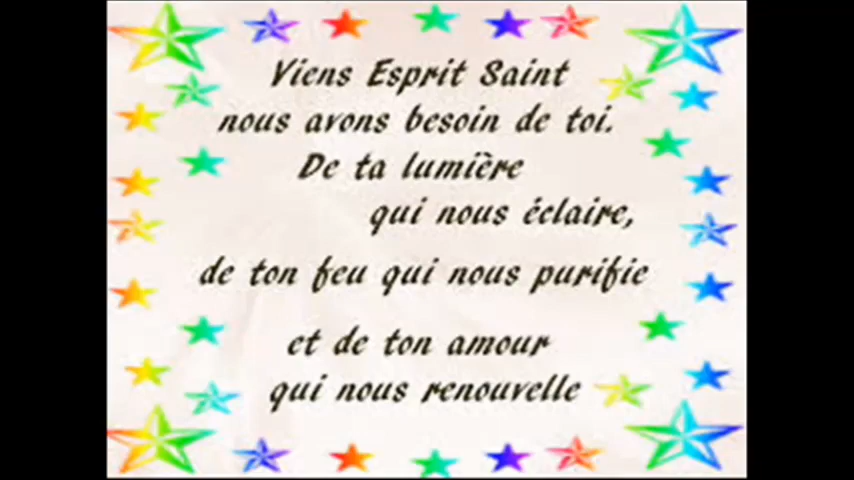 Viens Esprit Saint
nous avons besoin de toi.
De ta lumière
qui nous éclaire,
de ton feu qui nous purifie
et de ton amour
qui nous renouvelle